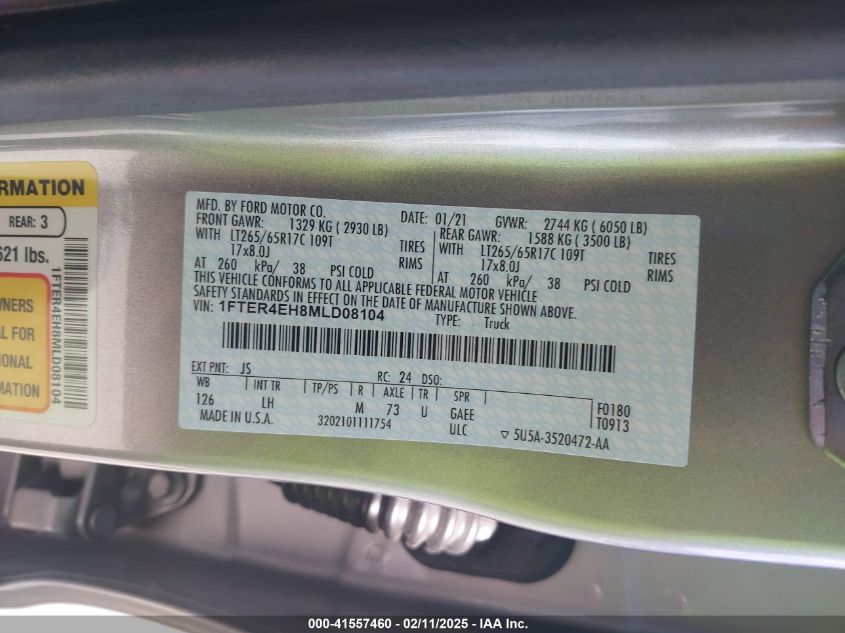 RMATION
REAR: 3
621 lbs.
WNERS
AL FOR
IONAL
MATION
1FTER4EH8MLD08104
MFD. BY FORD MOTOR CO.
DATE: 01/21 GVWR: 2744 KG ( 6050 LB)
FRONT GAWR: 1329 KG ( 2930 LB) REAR GAWR: 1588 KG ( 3500 LB)
WITH LT265/65R17C 109T TIRES WITH LT265/65R17C 109T TIRES
17x8.0J RIMS 17x8.0J RIMS
AT 260 kPa/ 38 PSI COLD AT 260 kPa/ 38 PSI COLD
THIS VEHICLE CONFORMS TO ALL APPLICABLE FEDERAL MOTOR VEHICLE
SAFETY STANDARDS IN EFFECT ON THE DATE OF MANUFACTURE SHOWN ABOVE.
VIN: 1FTER4EH8MLD08104 TYPE: Truck
EXT PNT: JS RC: 24 DSO:
WB INT TR TP/PS R AXLE TR SPR
126 LH M 73 U GAEE F0180
MADE IN U.S.A. 3202101111754 ULC T0913
▽ 5U5A-3520472-AA
000-41557460 - 02/11/2025 - IAA Inc.